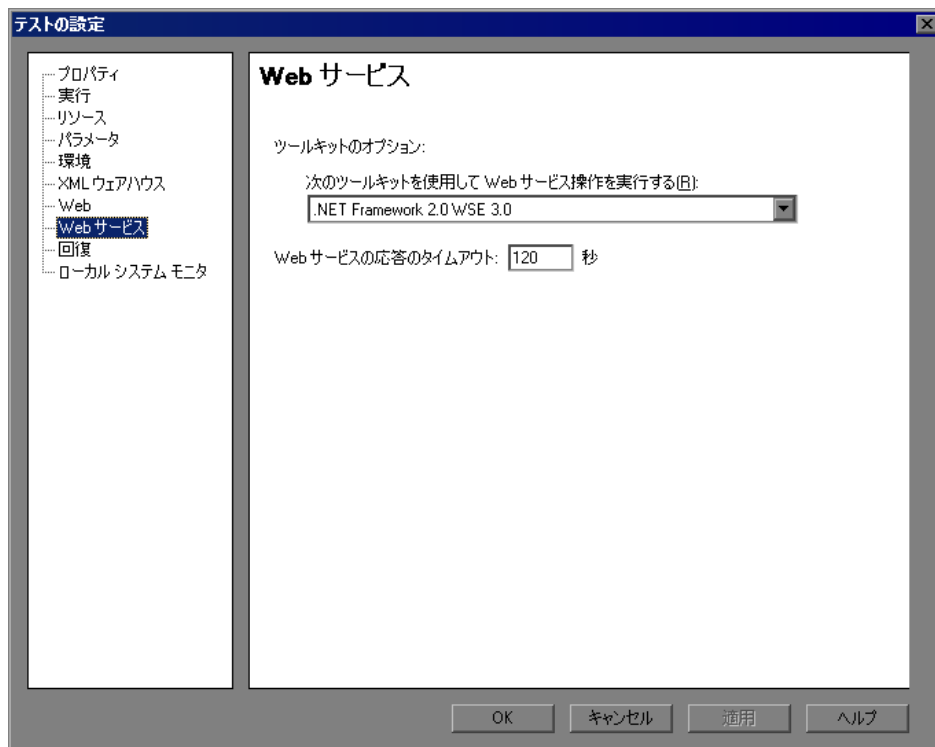 テストの設定
プロパティ
実行
リソース
パラメータ
環境
XML ウェアハウス
Web
Web サービス
回復
ローカル システム モニタ
Web サービス
ツールキットのオプション:
次のツールキットを使用して Web サービス操作を実行する(R):
.NET Framework 2.0 WSE 3.0
Web サービスの応答のタイムアウト: 120 秒
OK キャンセル 適用 ヘルプ